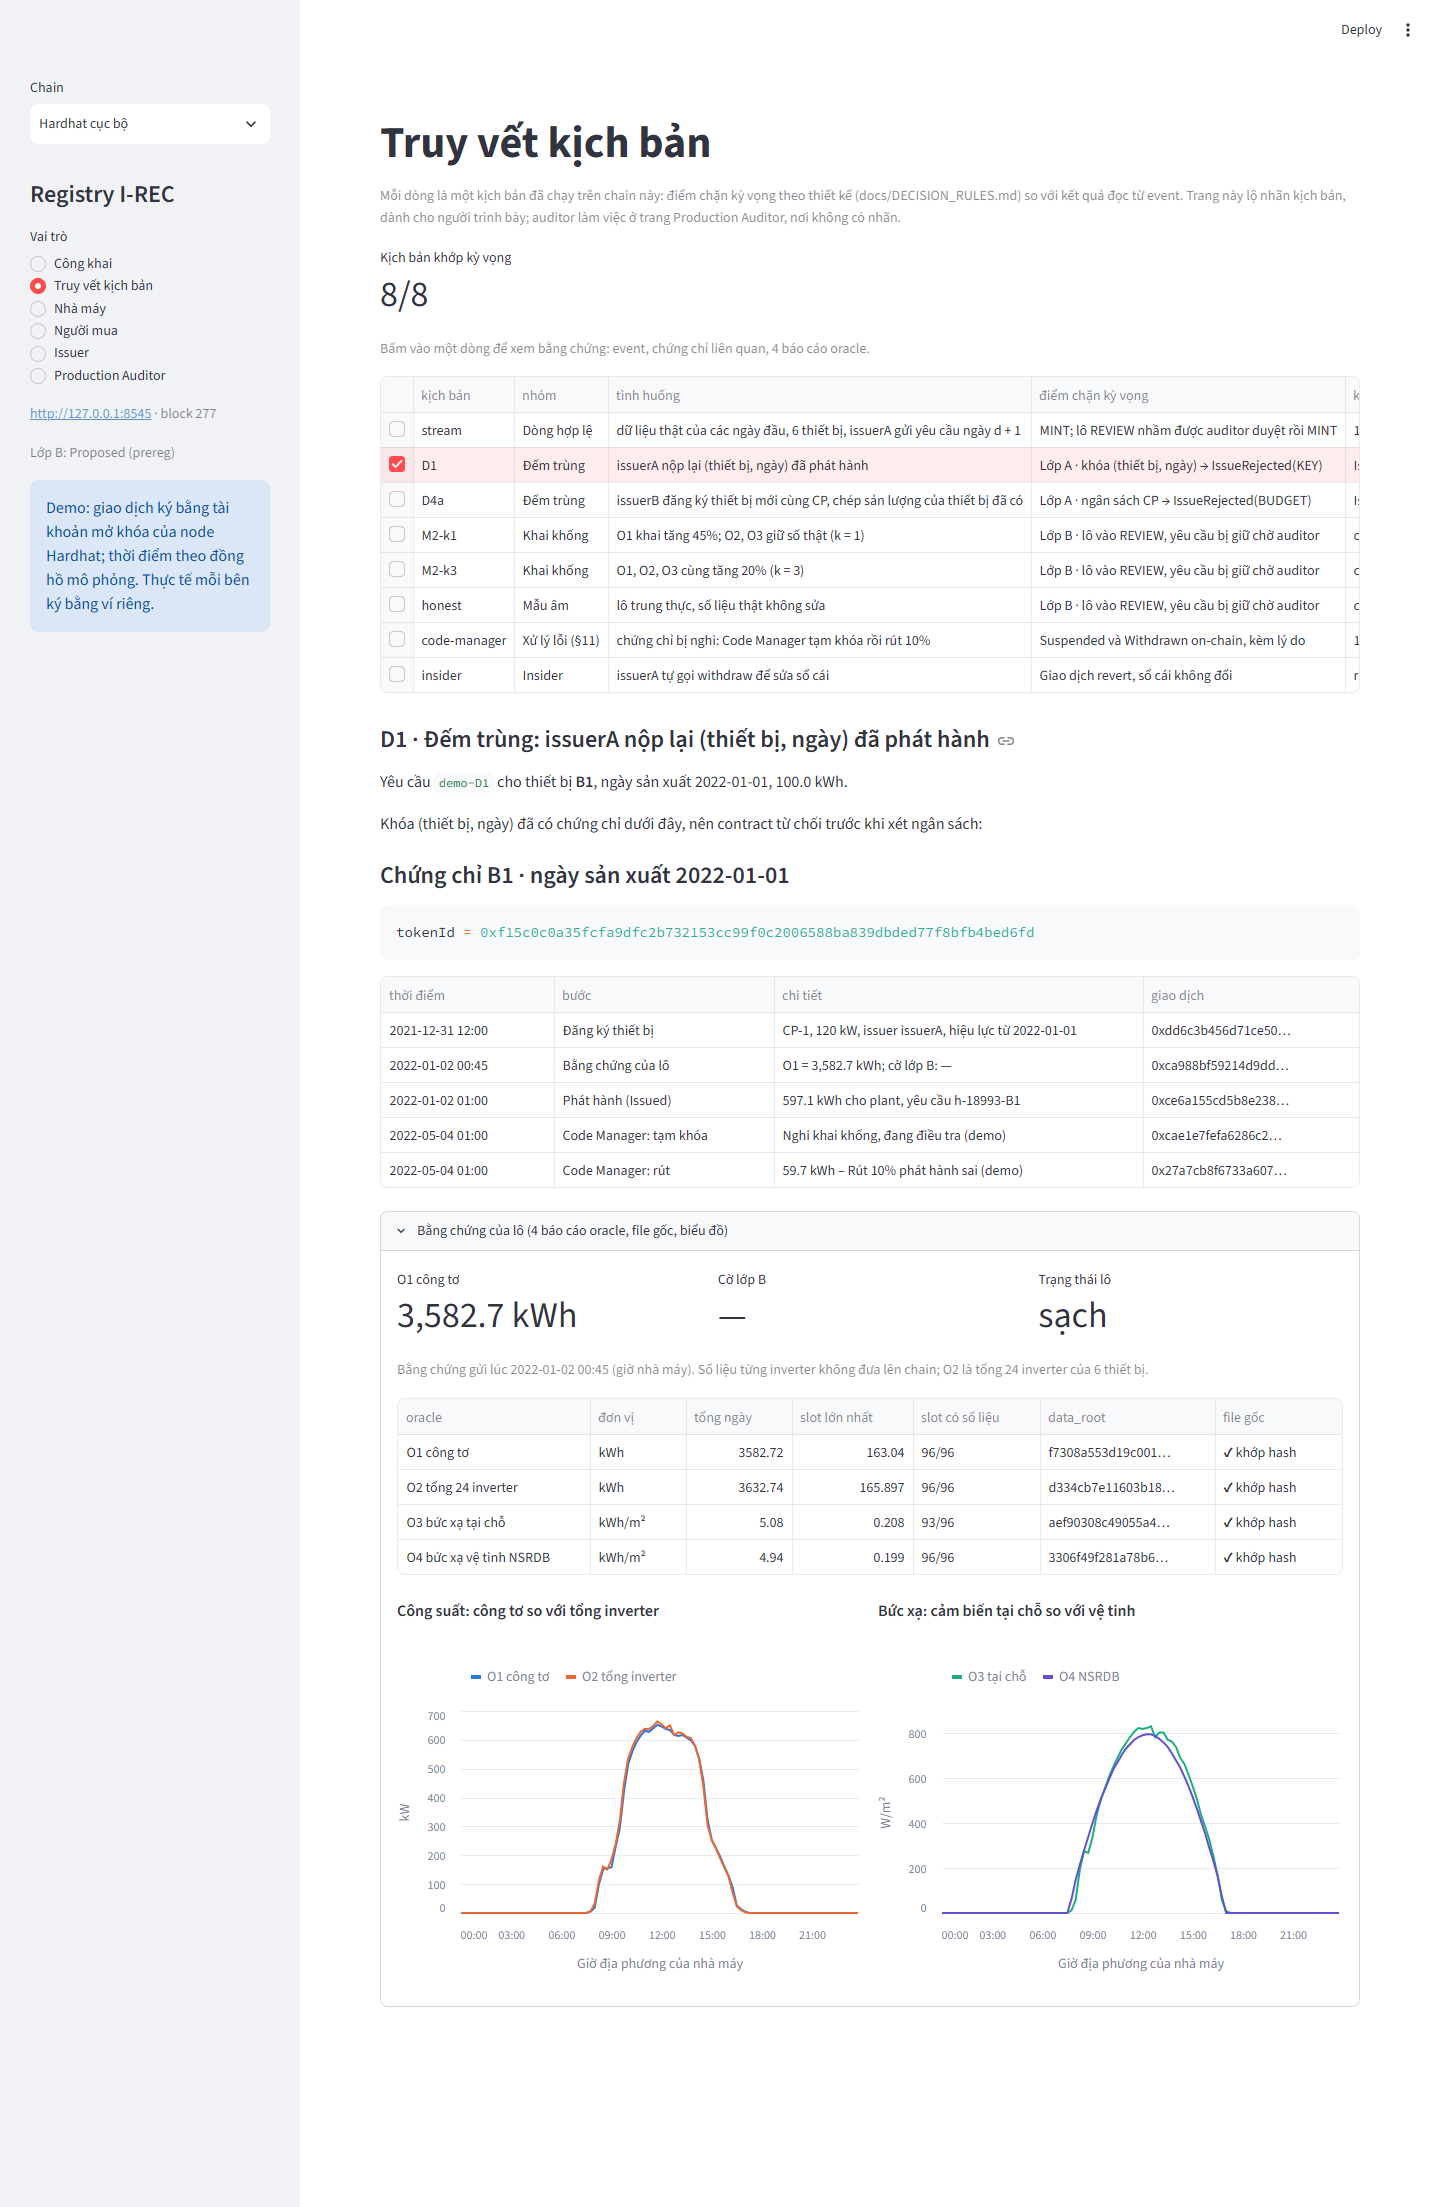 Deploy
Chain
Hardhat cục bộ
Registry I-REC
Vai trò
Công khai
Truy vết kịch bản
Nhà máy
Người mua
Issuer
Production Auditor
http://127.0.0.1:8545 · block 277
Lớp B: Proposed (prereg)
Demo: giao dịch ký bằng tài
khoản mở khóa của node
Hardhat; thời điểm theo đồng
hồ mô phỏng. Thực tế mỗi bên
ký bằng ví riêng.
Truy vết kịch bản
Mỗi dòng là một kịch bản đã chạy trên chain này: điểm chặn kỳ vọng theo thiết kế (docs/DECISION_RULES.md) so với kết quả đọc từ event. Trang này lộ nhãn kịch bản,
dành cho người trình bày; auditor làm việc ở trang Production Auditor, nơi không có nhãn.
Kịch bản khớp kỳ vọng
8/8
Bấm vào một dòng để xem bằng chứng: event, chứng chỉ liên quan, 4 báo cáo oracle.
kịch bản nhóm tình huống điểm chặn kỳ vọng k
stream Dòng hợp lệ dữ liệu thật của các ngày đầu, 6 thiết bị, issuerA gửi yêu cầu ngày d + 1 MINT; lô REVIEW nhầm được auditor duyệt rồi MINT 1
D1 Đếm trùng issuerA nộp lại (thiết bị, ngày) đã phát hành Lớp A · khóa (thiết bị, ngày) → IssueRejected(KEY) Is
D4a Đếm trùng issuerB đăng ký thiết bị mới cùng CP, chép sản lượng của thiết bị đã có Lớp A · ngân sách CP → IssueRejected(BUDGET) Is
M2-k1 Khai khống O1 khai tăng 45%; O2, O3 giữ số thật (k = 1) Lớp B · lô vào REVIEW, yêu cầu bị giữ chờ auditor c
M2-k3 Khai khống O1, O2, O3 cùng tăng 20% (k = 3) Lớp B · lô vào REVIEW, yêu cầu bị giữ chờ auditor c
honest Mẫu âm lô trung thực, số liệu thật không sửa Lớp B · lô vào REVIEW, yêu cầu bị giữ chờ auditor c
code-manager Xử lý lỗi (§11) chứng chỉ bị nghi: Code Manager tạm khóa rồi rút 10% Suspended và Withdrawn on-chain, kèm lý do 1
insider Insider issuerA tự gọi withdraw để sửa sổ cái Giao dịch revert, sổ cái không đổi r
D1 · Đếm trùng: issuerA nộp lại (thiết bị, ngày) đã phát hành
Yêu cầu demo-D1 cho thiết bị B1, ngày sản xuất 2022-01-01, 100.0 kWh.
Khóa (thiết bị, ngày) đã có chứng chỉ dưới đây, nên contract từ chối trước khi xét ngân sách:
Chứng chỉ B1 · ngày sản xuất 2022-01-01
tokenId = 0xf15c0c0a35fcfa9dfc2b732153cc99f0c2006588ba839dbded77f8bfb4bed6fd
thời điểm bước chi tiết giao dịch
2021-12-31 12:00 Đăng ký thiết bị CP-1, 120 kW, issuer issuerA, hiệu lực từ 2022-01-01 0xdd6c3b456d71ce50…
2022-01-02 00:45 Bằng chứng của lô O1 = 3,582.7 kWh; cờ lớp B: — 0xca988bf59214d9dd…
2022-01-02 01:00 Phát hành (Issued) 597.1 kWh cho plant, yêu cầu h-18993-B1 0xce6a155cd5b8e238…
2022-05-04 01:00 Code Manager: tạm khóa Nghi khai khống, đang điều tra (demo) 0xcae1e7fefa6286c2…
2022-05-04 01:00 Code Manager: rút 59.7 kWh – Rút 10% phát hành sai (demo) 0x27a7cb8f6733a607…
Bằng chứng của lô (4 báo cáo oracle, file gốc, biểu đồ)
O1 công tơ Cờ lớp B Trạng thái lô
3,582.7 kWh — sạch
Bằng chứng gửi lúc 2022-01-02 00:45 (giờ nhà máy). Số liệu từng inverter không đưa lên chain; O2 là tổng 24 inverter của 6 thiết bị.
oracle đơn vị tổng ngày slot lớn nhất slot có số liệu data_root file gốc
O1 công tơ kWh 3582.72 163.04 96/96 f7308a553d19c001… ✓ khớp hash
O2 tổng 24 inverter kWh 3632.74 165.897 96/96 d334cb7e11603b18… ✓ khớp hash
O3 bức xạ tại chỗ kWh/m² 5.08 0.208 93/96 aef90308c49055a4… ✓ khớp hash
O4 bức xạ vệ tinh NSRDB kWh/m² 4.94 0.199 96/96 3306f49f281a78b6… ✓ khớp hash
Công suất: công tơ so với tổng inverter
O1 công tơ O2 tổng inverter
700
600
500
400
300
200
100
0
kW
00:00 03:00 06:00 09:00 12:00 15:00 18:00 21:00
Giờ địa phương của nhà máy
Bức xạ: cảm biến tại chỗ so với vệ tinh
O3 tại chỗ O4 NSRDB
800
600
400
200
0
W/m²
00:00 03:00 06:00 09:00 12:00 15:00 18:00 21:00
Giờ địa phương của nhà máy